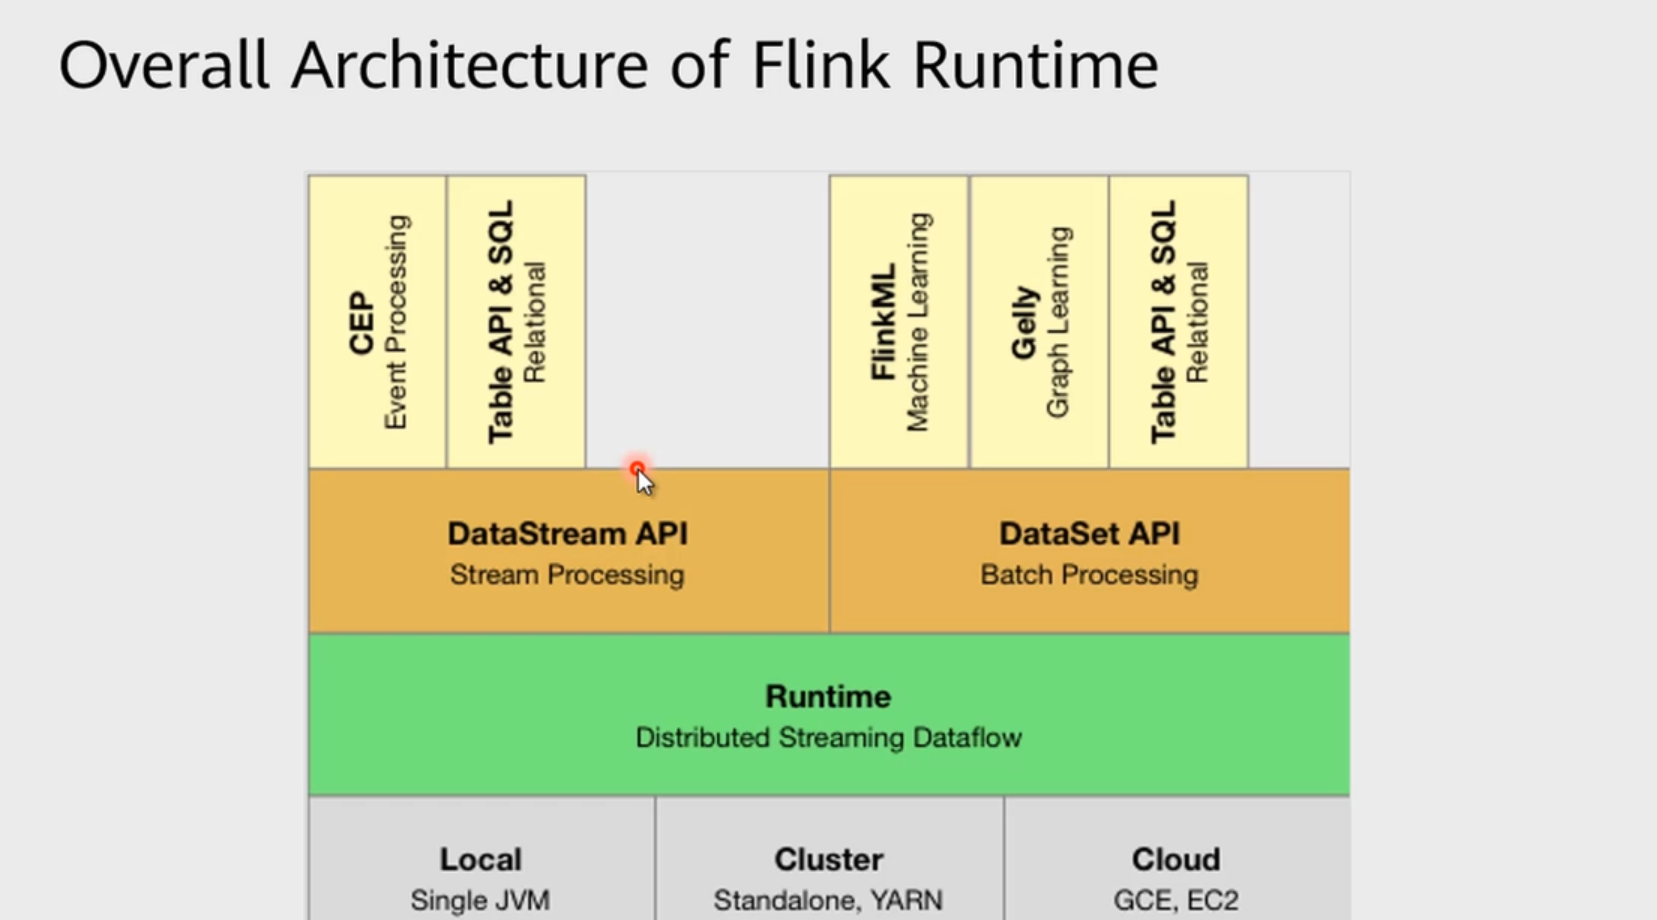 Overall Architecture of Flink Runtime
CEP
Event Processing
Table API & SQL
Relational
FlinkML
Machine Learning
Gelly
Graph Learning
Table API & SQL
Relational
DataStream API
Stream Processing
DataSet API
Batch Processing
Runtime
Distributed Streaming Dataflow
Local
Single JVM
Cluster
Standalone, YARN
Cloud
GCE, EC2